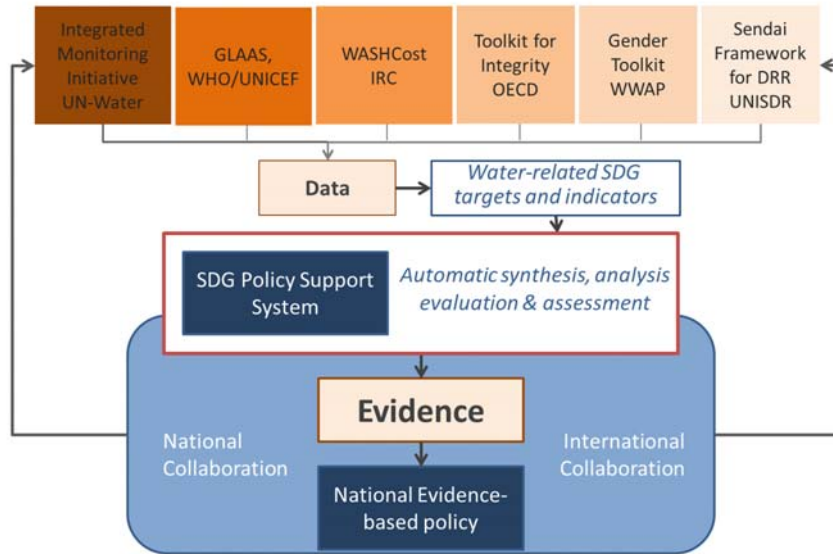 Integrated
Monitoring
Initiative
UN-Water
GLAAS,
WHO/UNICEF
WASHCost
IRC
Toolkit for
Integrity
OECD
Gender
Toolkit
WWAP
Sendai
Framework
for DRR
UNISDR
Data
Water-related SDG
targets and indicators
SDG Policy Support
System
Automatic synthesis, analysis
evaluation & assessment
Evidence
National
Collaboration
International
Collaboration
National Evidence-
based policy